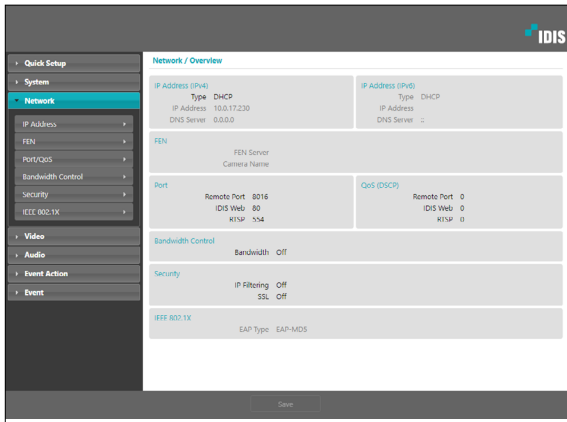 IDIS
Quick Setup
System
Network
IP Address
FEN
Port/QoS
Bandwidth Control
Security
IEEE 802.1X
Video
Audio
Event Action
Event
Network / Overview
IP Address (IPv4)
Type DHCP
IP Address 10.0.17.230
DNS Server 0.0.0.0
IP Address (IPv6)
Type DHCP
IP Address
DNS Server ::
FEN
FEN Server
Camera Name
Port
Remote Port 8016
IDIS Web 80
RTSP 554
QoS (DSCP)
Remote Port 0
IDIS Web 0
RTSP 0
Bandwidth Control
Bandwidth Off
Security
IP Filtering Off
SSL Off
IEEE 802.1X
EAP Type EAP-MD5
Save